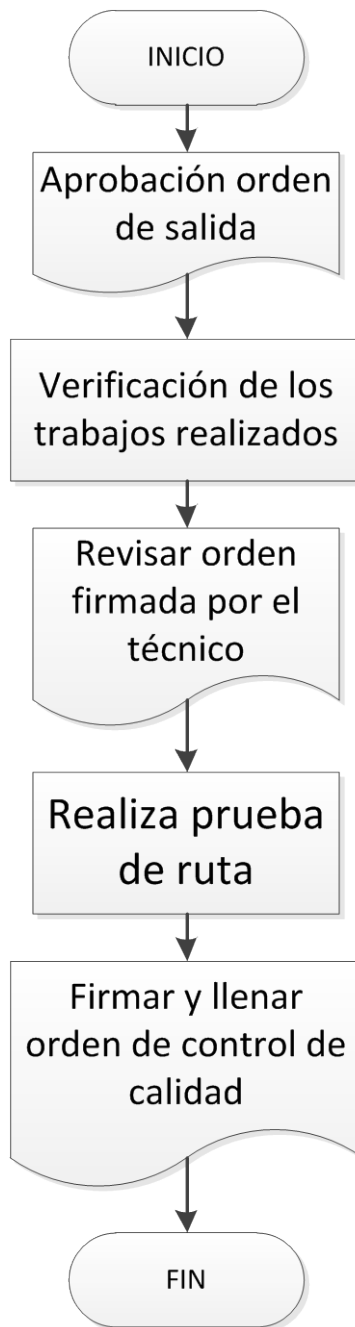 INICIO
Aprobación orden
de salida
Verificación de los
trabajos realizados
Revisar orden
firmada por el
técnico
Realiza prueba
de ruta
Firmar y llenar
orden de control de
calidad
FIN